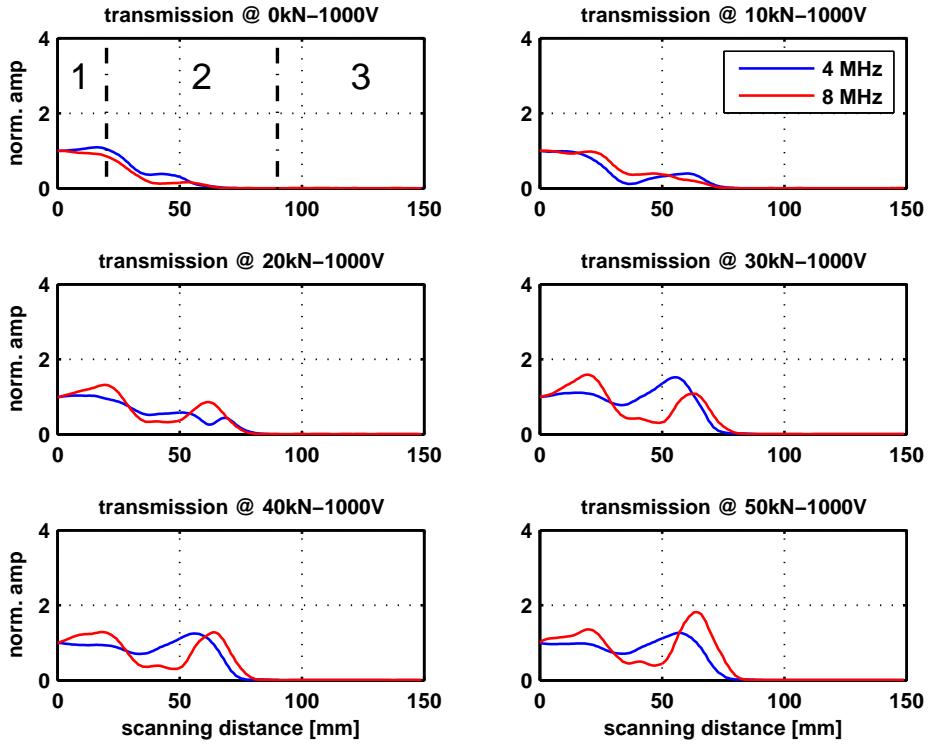 transmission @ 0kN−1000V
norm. amp
4
2
0
1 2 3
0 50 100 150
transmission @ 10kN−1000V
4
2
0
4 MHz
8 MHz
0 50 100 150
transmission @ 20kN−1000V
norm. amp
4
2
0
0 50 100 150
transmission @ 30kN−1000V
4
2
0
0 50 100 150
transmission @ 40kN−1000V
norm. amp
4
2
0
0 50 100 150
scanning distance [mm]
transmission @ 50kN−1000V
4
2
0
0 50 100 150
scanning distance [mm]